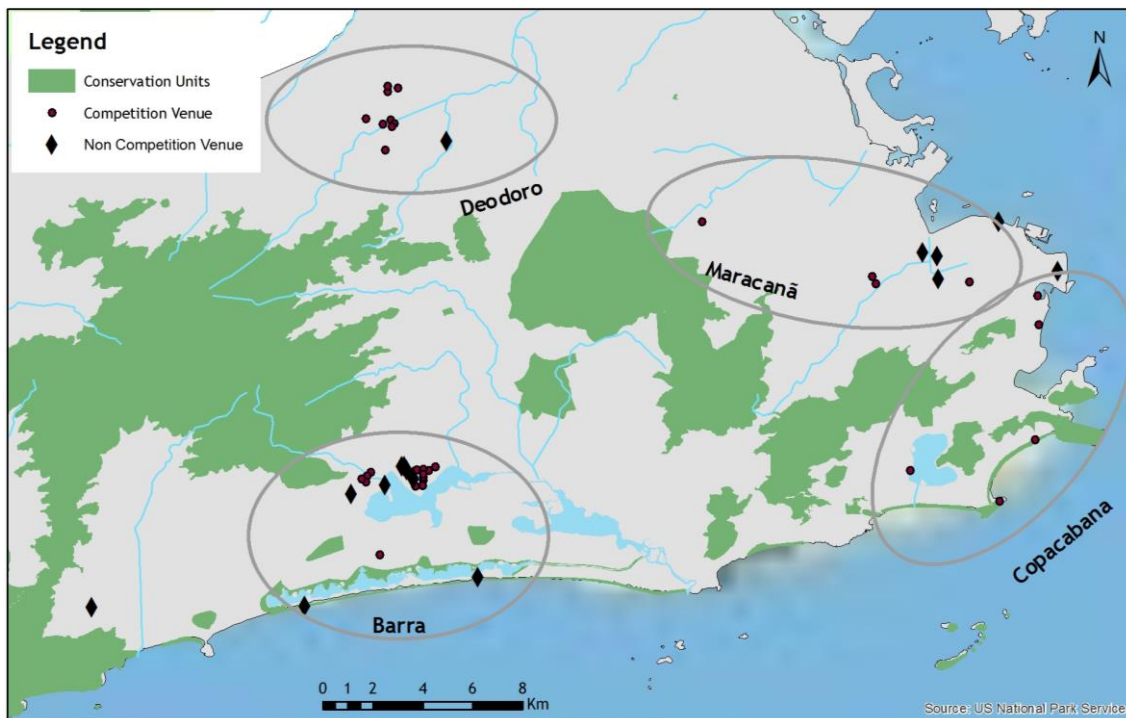 Legend
Conservation Units
Competition Venue
Non Competition Venue
N
Deodoro
Maracanã
Copacabana
Barra
0 1 2 4 6 8
Km
Source: US National Park Service